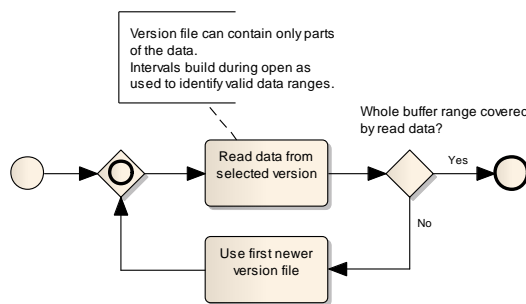 Version file can contain only parts
of the data.
Intervals build during open as
used to identify valid data ranges.
Whole buffer range covered
by read data?
Read data from
selected version
Yes
No
Use first newer
version file